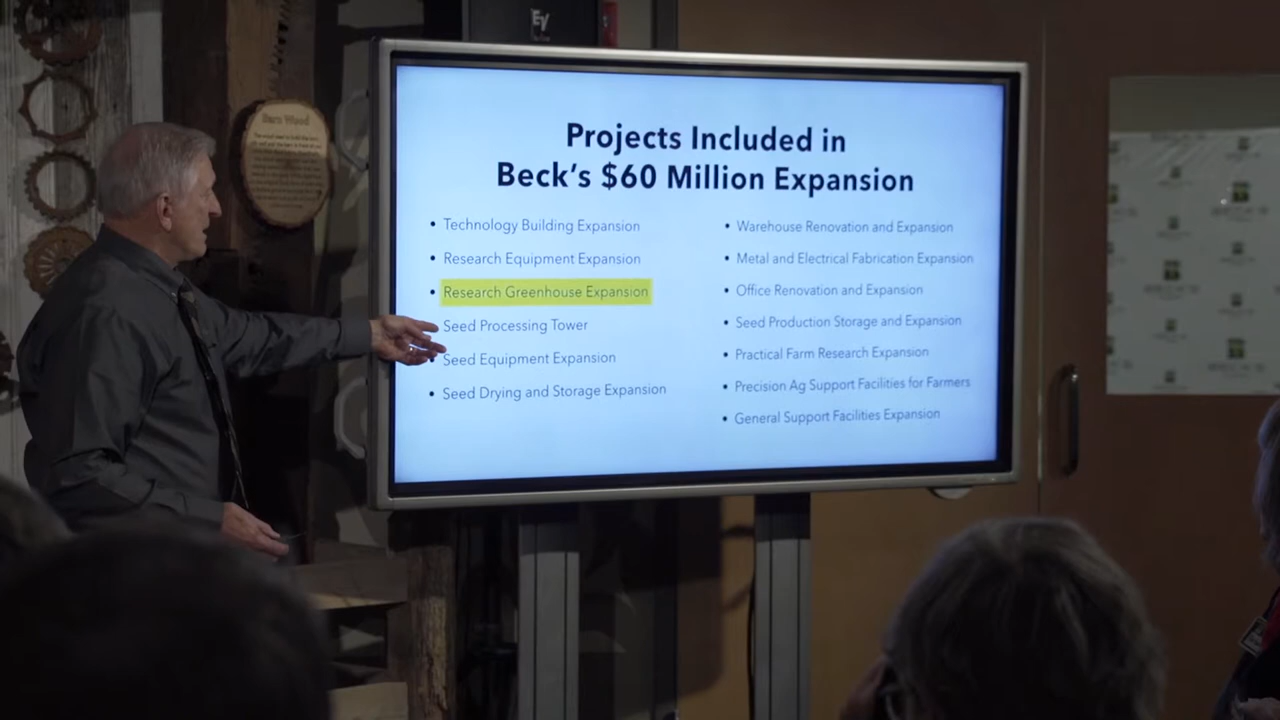 EV
Barn Wood
Projects Included in
Beck's $60 Million Expansion
• Technology Building Expansion
• Research Equipment Expansion
• Research Greenhouse Expansion
Seed Processing Tower
• Seed Equipment Expansion
• Seed Drying and Storage Expansion
• Warehouse Renovation and Expansion
• Metal and Electrical Fabrication Expansion
• Office Renovation and Expansion
• Seed Production Storage and Expansion
• Practical Farm Research Expansion
• Precision Ag Support Facilities for Farmers
• General Support Facilities Expansion